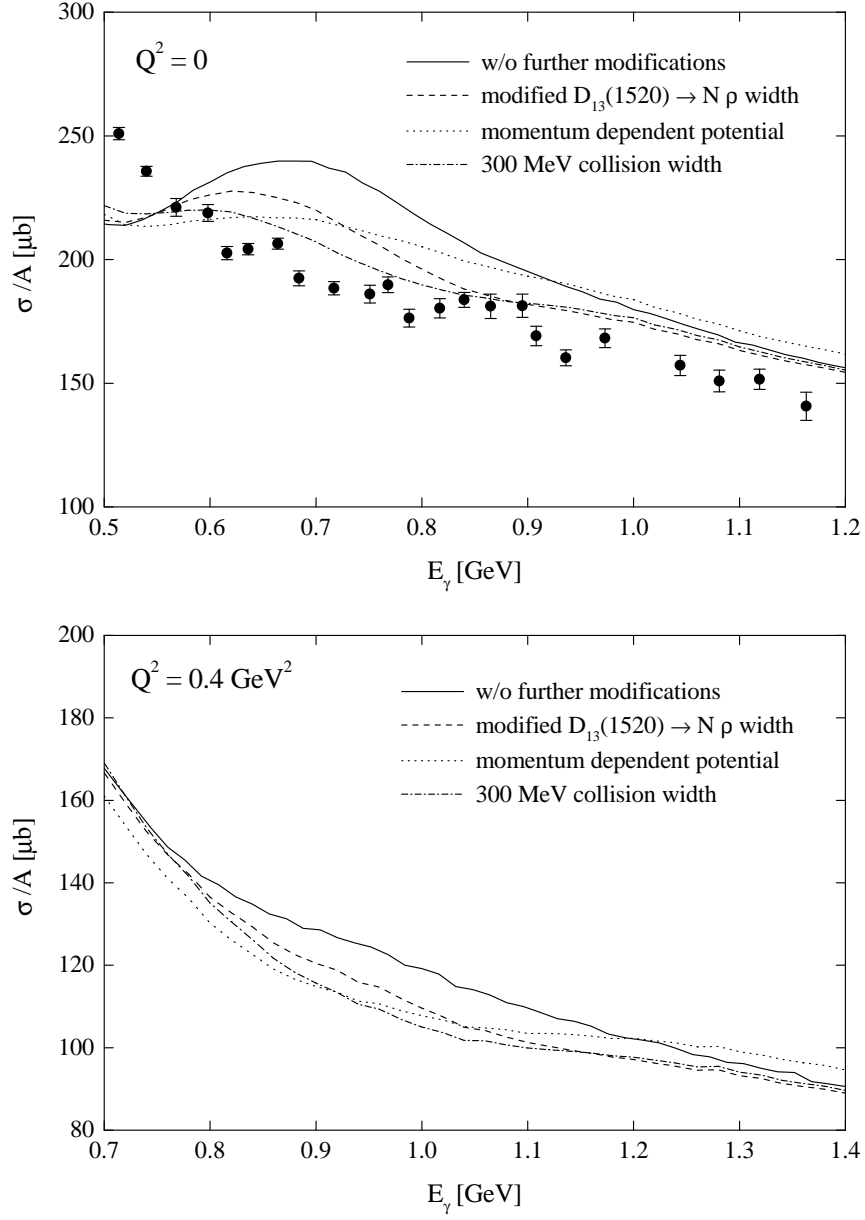 300
Q² = 0
w/o further modifications
modified D₁₃(1520) → N ρ width
momentum dependent potential
300 MeV collision width
250
σ /A [μb]
200
150
100
0.5 0.6 0.7 0.8 0.9 1.0 1.1 1.2
E_γ [GeV]
200
Q² = 0.4 GeV²
w/o further modifications
modified D₁₃(1520) → N ρ width
momentum dependent potential
300 MeV collision width
180
160
σ /A [μb]
140
120
100
80
0.7 0.8 0.9 1.0 1.1 1.2 1.3 1.4
E_γ [GeV]